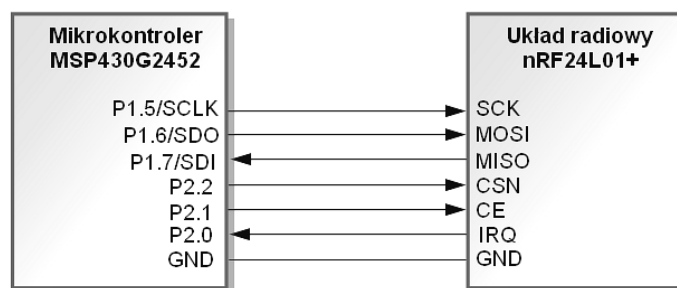 Mikrokontroler
MSP430G2452
P1.5/SCLK
P1.6/SDO
P1.7/SDI
P2.2
P2.1
P2.0
GND
Układ radiowy
nRF24L01+
SCK
MOSI
MISO
CSN
CE
IRQ
GND